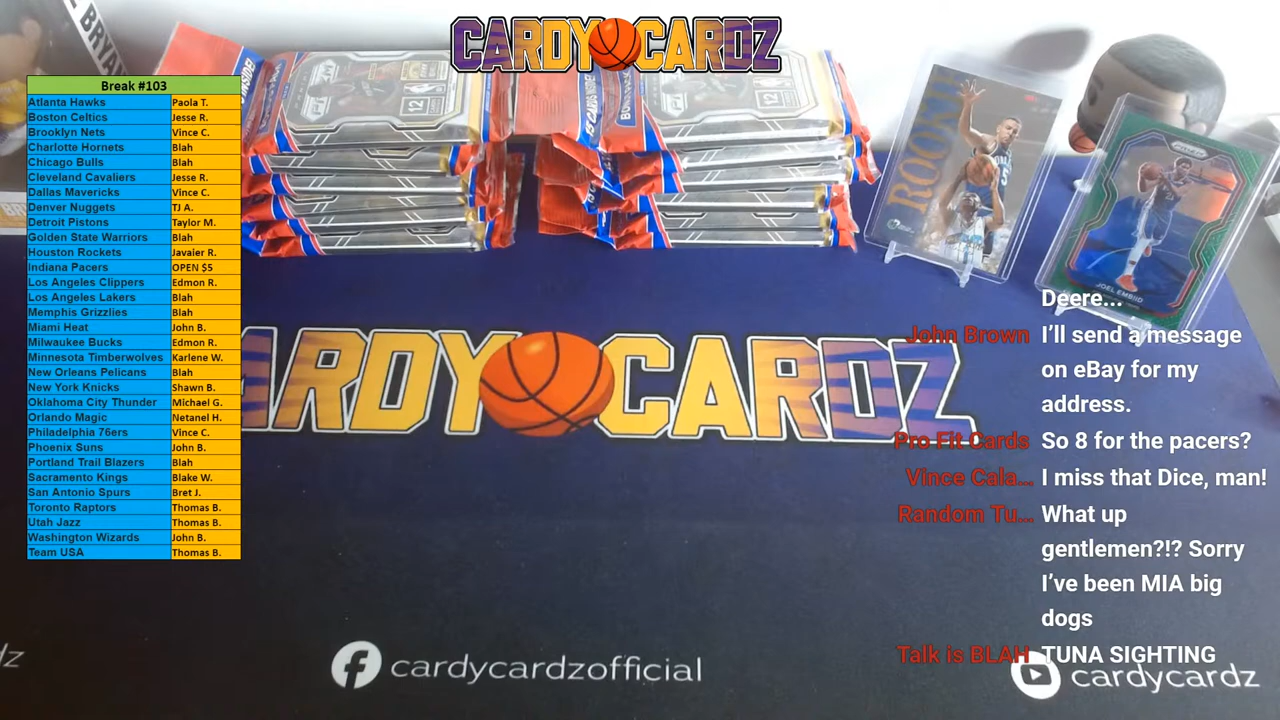 CARDY CARDZ
BRYAN
Break #103
Atlanta Hawks Paola T.
Boston Celtics Jesse R.
Brooklyn Nets Vince C.
Charlotte Hornets Blah
Chicago Bulls Blah
Cleveland Cavaliers Jesse R.
Dallas Mavericks Vince C.
Denver Nuggets TJ A.
Detroit Pistons Taylor M.
Golden State Warriors Blah
Houston Rockets Javaier R.
Indiana Pacers OPEN $5
Los Angeles Clippers Edmon R.
Los Angeles Lakers Blah
Memphis Grizzlies Blah
Miami Heat John B.
Milwaukee Bucks Edmon R.
Minnesota Timberwolves Karlene W.
New Orleans Pelicans Blah
New York Knicks Shawn B.
Oklahoma City Thunder Michael G.
Orlando Magic Netanel H.
Philadelphia 76ers Vince C.
Phoenix Suns John B.
Portland Trail Blazers Blah
Sacramento Kings Blake W.
San Antonio Spurs Bret J.
Toronto Raptors Thomas B.
Utah Jazz Thomas B.
Washington Wizards John B.
Team USA Thomas B.
12
12
ROOKIE
JOEL EMBIID
Deere...
John Brown I'll send a message
on eBay for my
address.
Pro Fit Cards So 8 for the pacers?
Vince Cala... I miss that Dice, man!
Random Tu... What up
gentlemen?!? Sorry
I've been MIA big
dogs
Talk is BLAH TUNA SIGHTING
ARDY CARDZ
dz
cardycardzofficial
cardycardz